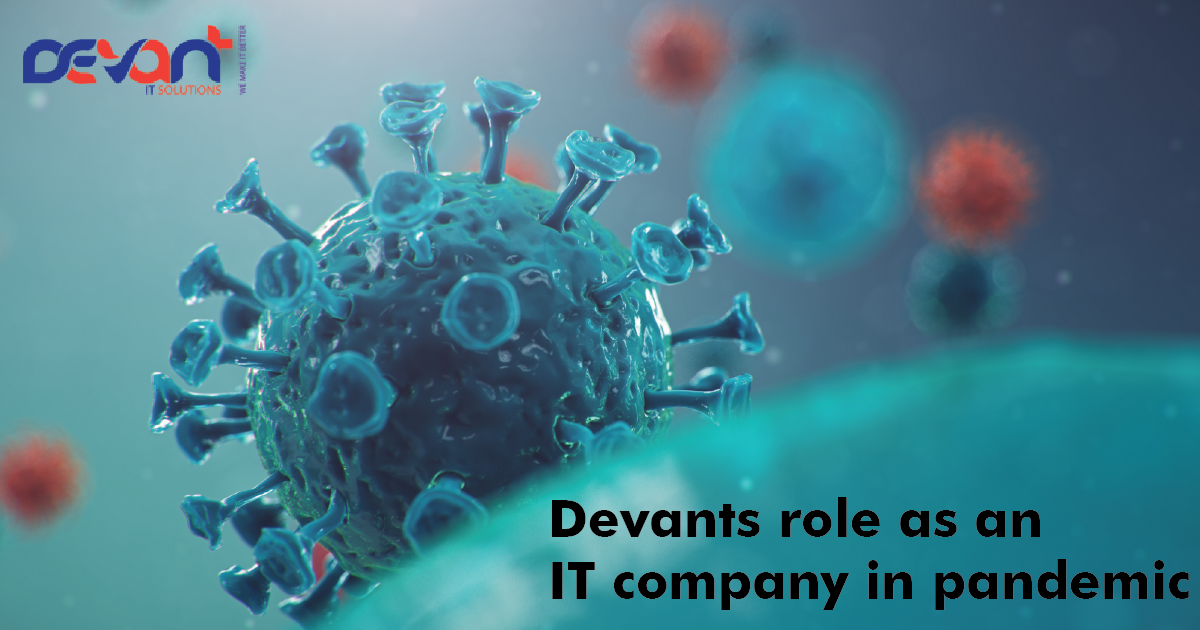 DEVANT
IT SOLUTIONS
'WE MAKE IT BETTER
Devants role as an
IT company in pandemic